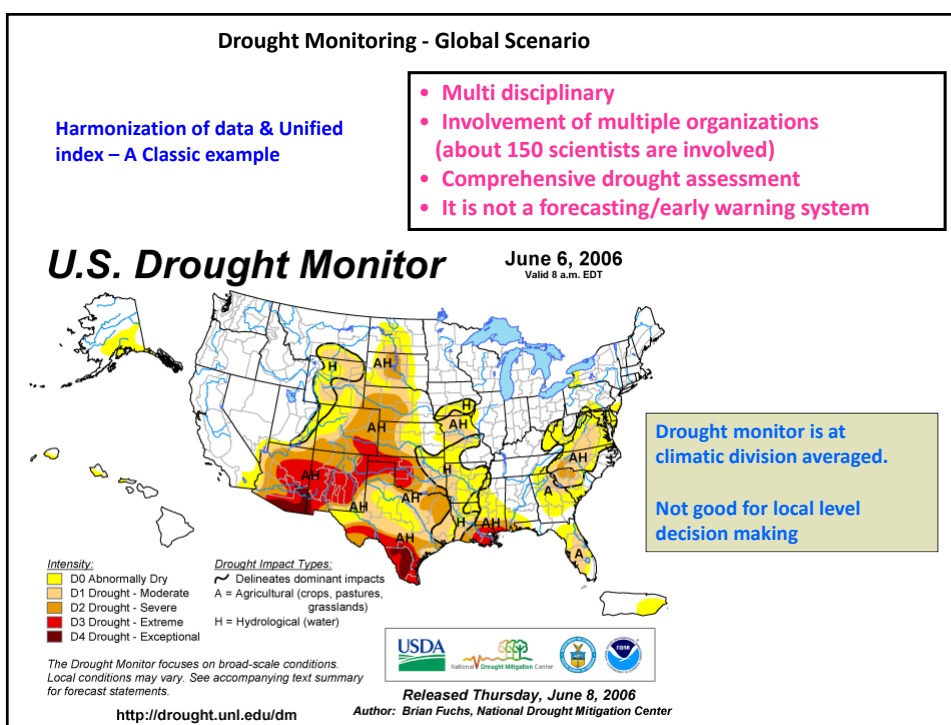 Drought Monitoring - Global Scenario
Harmonization of data & Unified
index – A Classic example
• Multi disciplinary
• Involvement of multiple organizations
(about 150 scientists are involved)
• Comprehensive drought assessment
• It is not a forecasting/early warning system
U.S. Drought Monitor
June 6, 2006
Valid 8 a.m. EDT
H
AH
H
AH
AH
AH
H
A
AH
AH
AH
H
AH
AH
A
Drought monitor is at
climatic division averaged.
Not good for local level
decision making
Intensity:
D0 Abnormally Dry
D1 Drought - Moderate
D2 Drought - Severe
D3 Drought - Extreme
D4 Drought - Exceptional
Drought Impact Types:
Delineates dominant impacts
A = Agricultural (crops, pastures,
grasslands)
H = Hydrological (water)
The Drought Monitor focuses on broad-scale conditions.
Local conditions may vary. See accompanying text summary
for forecast statements.
http://drought.unl.edu/dm
USDA
National Drought Mitigation Center
Released Thursday, June 8, 2006
Author: Brian Fuchs, National Drought Mitigation Center